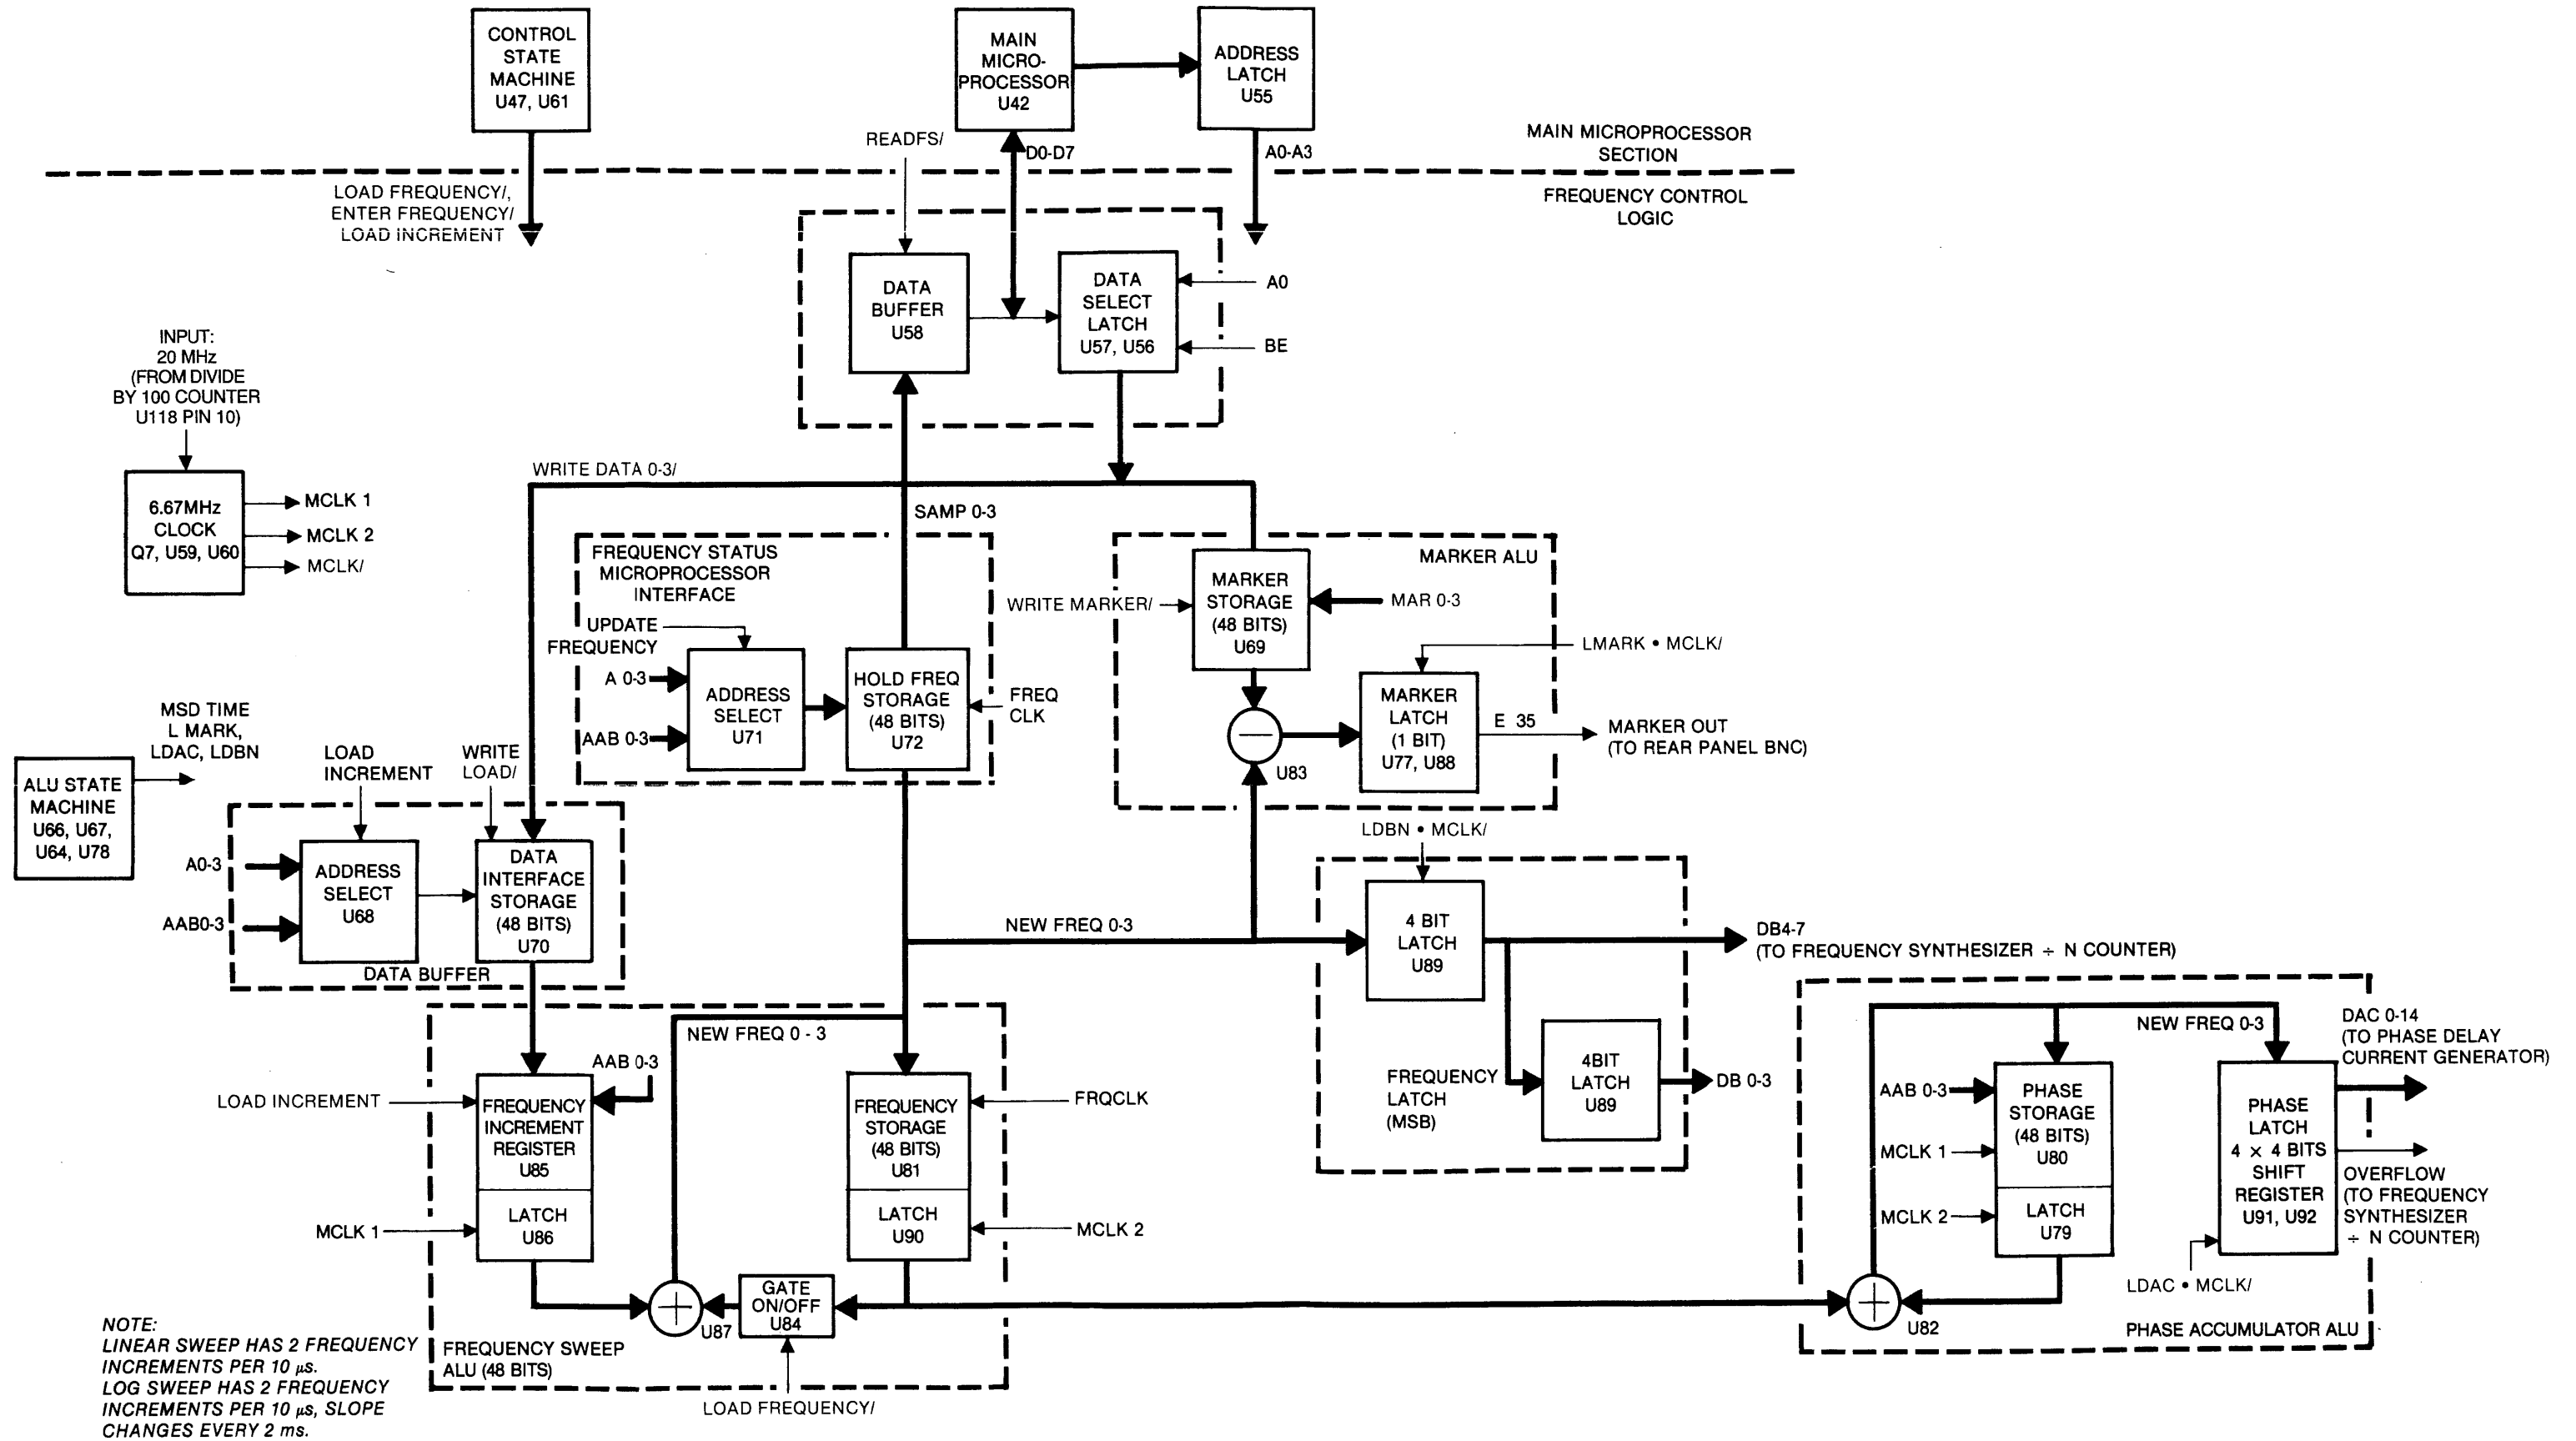 CONTROL
STATE
MACHINE
U47, U61
MAIN
MICRO-
PROCESSOR
U42
ADDRESS
LATCH
U55
READFS/
D0-D7
A0-A3
MAIN MICROPROCESSOR
SECTION
FREQUENCY CONTROL
LOGIC
LOAD FREQUENCY/,
ENTER FREQUENCY/
LOAD INCREMENT
DATA
BUFFER
U58
DATA
SELECT
LATCH
U57, U56
A0
BE
INPUT:
20 MHz
(FROM DIVIDE
BY 100 COUNTER
U118 PIN 10)
6.67MHz
CLOCK
Q7, U59, U60
MCLK 1
MCLK 2
MCLK/
WRITE DATA 0-3/
SAMP 0-3
FREQUENCY STATUS
MICROPROCESSOR
INTERFACE
UPDATE
FREQUENCY
A 0-3
AAB 0-3
ADDRESS
SELECT
U71
HOLD FREQ
STORAGE
(48 BITS)
U72
FREQ
CLK
MARKER ALU
MARKER
STORAGE
(48 BITS)
U69
WRITE MARKER/
MAR 0-3
LMARK • MCLK/
U83
MARKER
LATCH
(1 BIT)
U77, U88
E 35
MARKER OUT
(TO REAR PANEL BNC)
MSD TIME
L MARK,
LDAC, LDBN
ALU STATE
MACHINE
U66, U67,
U64, U78
LOAD
INCREMENT
WRITE
LOAD/
A0-3
AAB0-3
ADDRESS
SELECT
U68
DATA
INTERFACE
STORAGE
(48 BITS)
U70
DATA BUFFER
NEW FREQ 0-3
LDBN • MCLK/
4 BIT
LATCH
U89
DB4-7
(TO FREQUENCY SYNTHESIZER ÷ N COUNTER)
FREQUENCY
LATCH
(MSB)
4BIT
LATCH
U89
DB 0-3
NEW FREQ 0 - 3
AAB 0-3
LOAD INCREMENT
FREQUENCY
INCREMENT
REGISTER
U85
LATCH
U86
MCLK 1
FREQUENCY
STORAGE
(48 BITS)
U81
LATCH
U90
FRQCLK
MCLK 2
U87
GATE
ON/OFF
U84
FREQUENCY SWEEP
ALU (48 BITS)
LOAD FREQUENCY/
NEW FREQ 0-3
AAB 0-3
MCLK 1
MCLK 2
PHASE
STORAGE
(48 BITS)
U80
LATCH
U79
PHASE
LATCH
4 × 4 BITS
SHIFT
REGISTER
U91, U92
DAC 0-14
(TO PHASE DELAY
CURRENT GENERATOR)
OVERFLOW
(TO FREQUENCY
SYNTHESIZER
÷ N COUNTER)
LDAC • MCLK/
U82
PHASE ACCUMULATOR ALU
NOTE:
LINEAR SWEEP HAS 2 FREQUENCY
INCREMENTS PER 10 µs.
LOG SWEEP HAS 2 FREQUENCY
INCREMENTS PER 10 µs, SLOPE
CHANGES EVERY 2 ms.